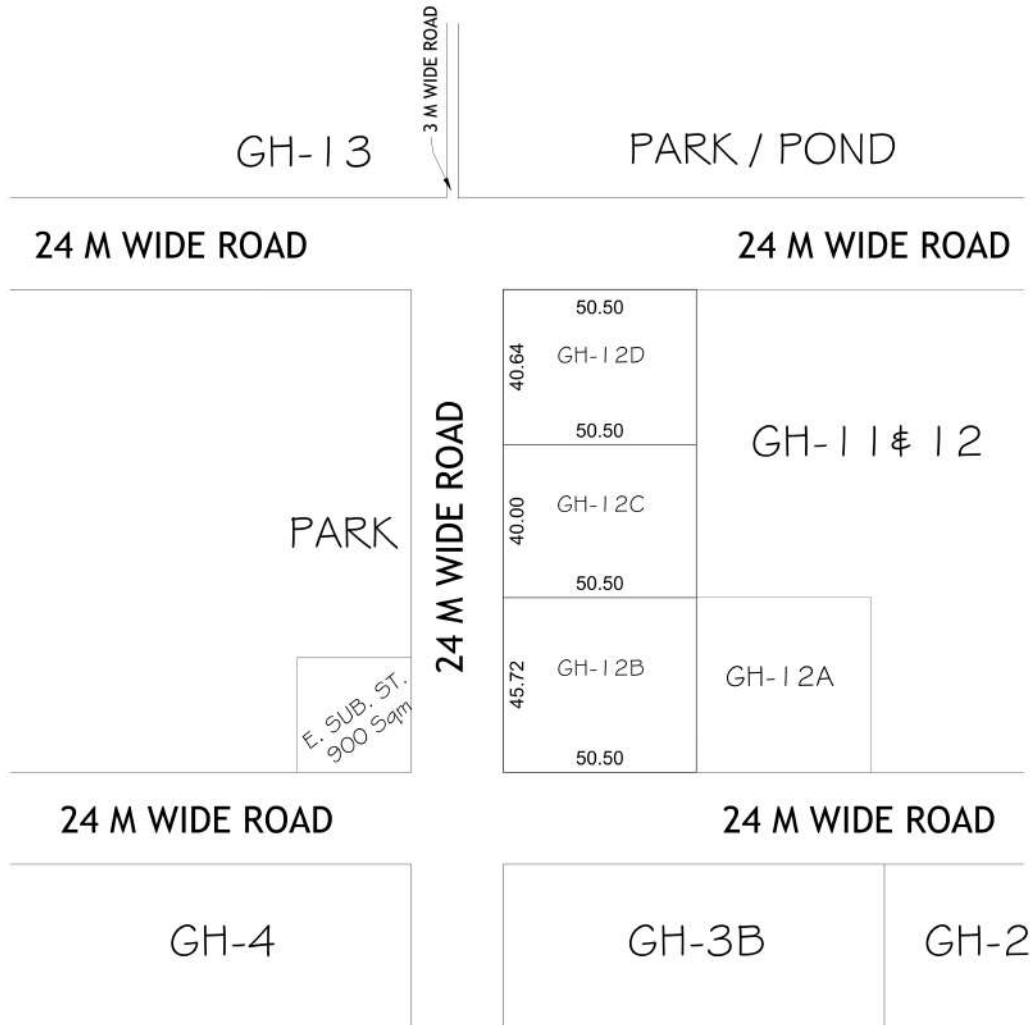 3 M WIDE ROAD
GH-13
PARK / POND
24 M WIDE ROAD
24 M WIDE ROAD
50.50
40.64
GH-12D
50.50
GH-11& 12
24 M WIDE ROAD
PARK
40.00
GH-12C
50.50
45.72
GH-12B
GH-12A
E. SUB. ST.
900 Sqm
50.50
24 M WIDE ROAD
24 M WIDE ROAD
GH-4
GH-3B
GH-2